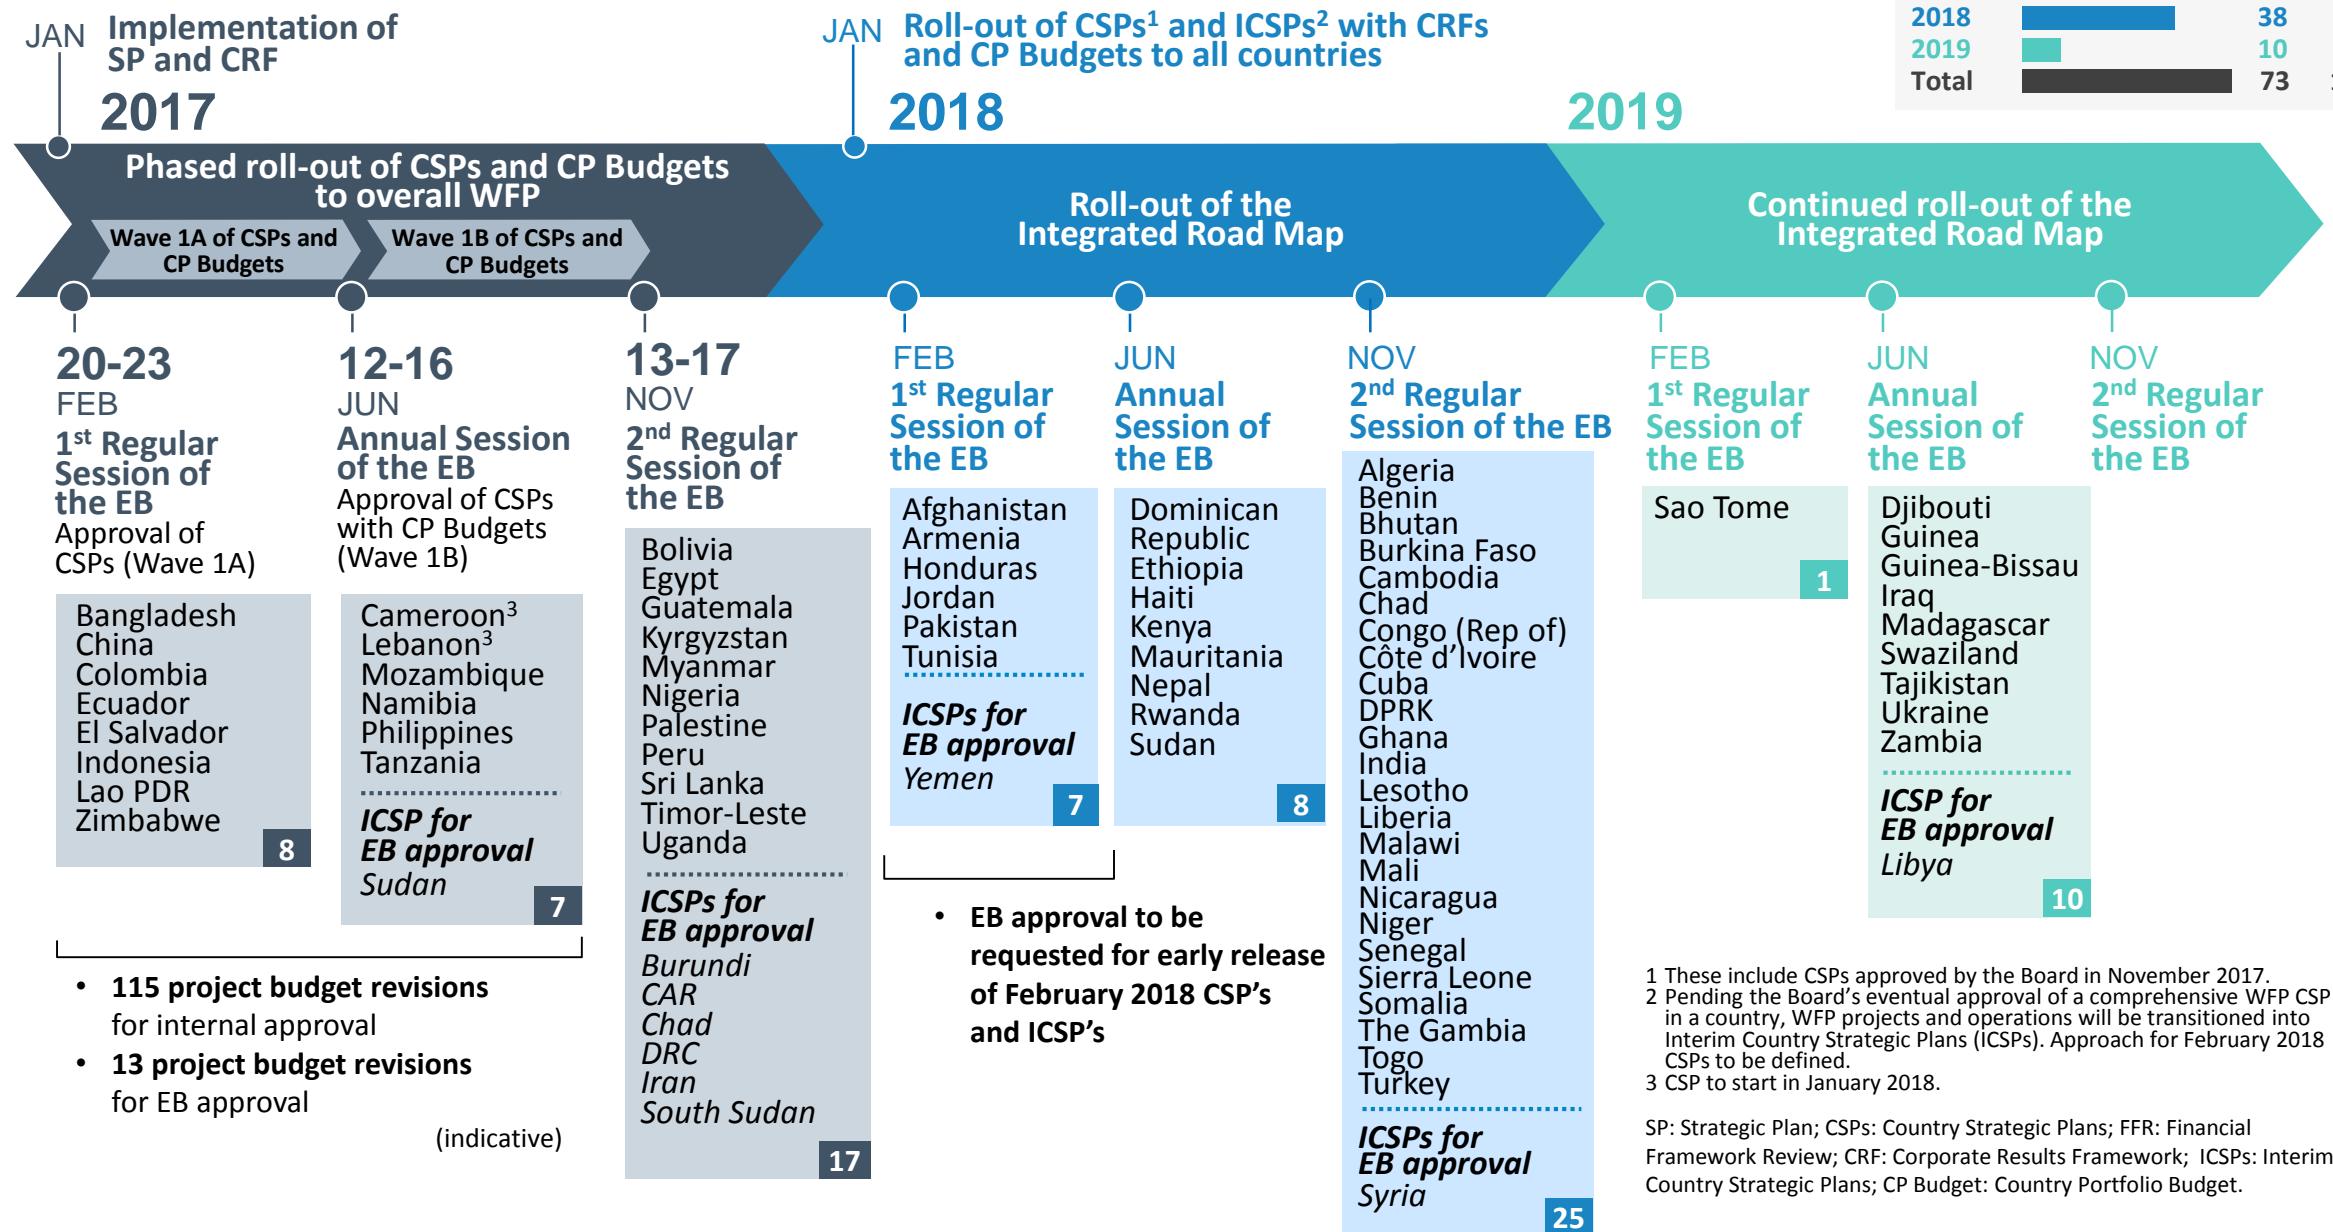 JAN
Implementation of
SP and CRF
2017
JAN
Roll-out of CSPs¹ and ICSPs² with CRFs
and CP Budgets to all countries
2018
2019
2018 38
2019 10
Total 73
Phased roll-out of CSPs and CP Budgets
to overall WFP
Wave 1A of CSPs and
CP Budgets
Wave 1B of CSPs and
CP Budgets
Roll-out of the
Integrated Road Map
Continued roll-out of the
Integrated Road Map
20-23
FEB
1st Regular
Session of
the EB
Approval of
CSPs (Wave 1A)
Bangladesh
China
Colombia
Ecuador
El Salvador
Indonesia
Lao PDR
Zimbabwe
8
12-16
JUN
Annual Session
of the EB
Approval of CSPs
with CP Budgets
(Wave 1B)
Cameroon³
Lebanon³
Mozambique
Namibia
Philippines
Tanzania
ICSP for
EB approval
Sudan
7
• 115 project budget revisions
for internal approval
• 13 project budget revisions
for EB approval
(indicative)
13-17
NOV
2nd Regular
Session of
the EB
Bolivia
Egypt
Guatemala
Kyrgyzstan
Myanmar
Nigeria
Palestine
Peru
Sri Lanka
Timor-Leste
Uganda
ICSPs for
EB approval
Burundi
CAR
Chad
DRC
Iran
South Sudan
17
FEB
1st Regular
Session of
the EB
Afghanistan
Armenia
Honduras
Jordan
Pakistan
Tunisia
ICSPs for
EB approval
Yemen
7
JUN
Annual
Session of
the EB
Dominican
Republic
Ethiopia
Haiti
Kenya
Mauritania
Nepal
Rwanda
Sudan
8
• EB approval to be
requested for early release
of February 2018 CSP’s
and ICSP’s
NOV
2nd Regular
Session of the EB
Algeria
Benin
Bhutan
Burkina Faso
Cambodia
Chad
Congo (Rep of)
Côte d’Ivoire
Cuba
DPRK
Ghana
India
Lesotho
Liberia
Malawi
Mali
Nicaragua
Niger
Senegal
Sierra Leone
Somalia
The Gambia
Togo
Turkey
ICSPs for
EB approval
Syria
25
FEB
1st Regular
Session of
the EB
Sao Tome
1
JUN
Annual
Session of
the EB
Djibouti
Guinea
Guinea-Bissau
Iraq
Madagascar
Swaziland
Tajikistan
Ukraine
Zambia
ICSP for
EB approval
Libya
10
NOV
2nd Regular
Session of
the EB
1 These include CSPs approved by the Board in November 2017.
2 Pending the Board’s eventual approval of a comprehensive WFP CSP
in a country, WFP projects and operations will be transitioned into
Interim Country Strategic Plans (ICSPs). Approach for February 2018
CSPs to be defined.
3 CSP to start in January 2018.
SP: Strategic Plan; CSPs: Country Strategic Plans; FFR: Financial
Framework Review; CRF: Corporate Results Framework; ICSPs: Interim
Country Strategic Plans; CP Budget: Country Portfolio Budget.